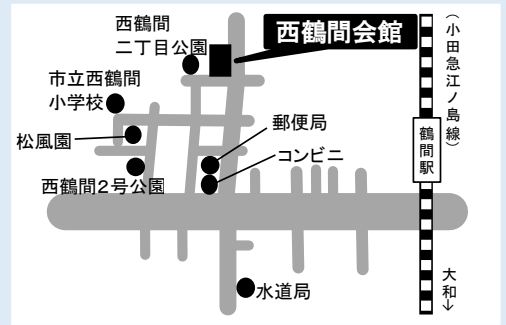 西鶴間
二丁目公園
西鶴間会館
(小田急江ノ島線)
市立西鶴間
小学校
松風園
郵便局
コンビニ
鶴間駅
西鶴間2号公園
水道局
大和↓